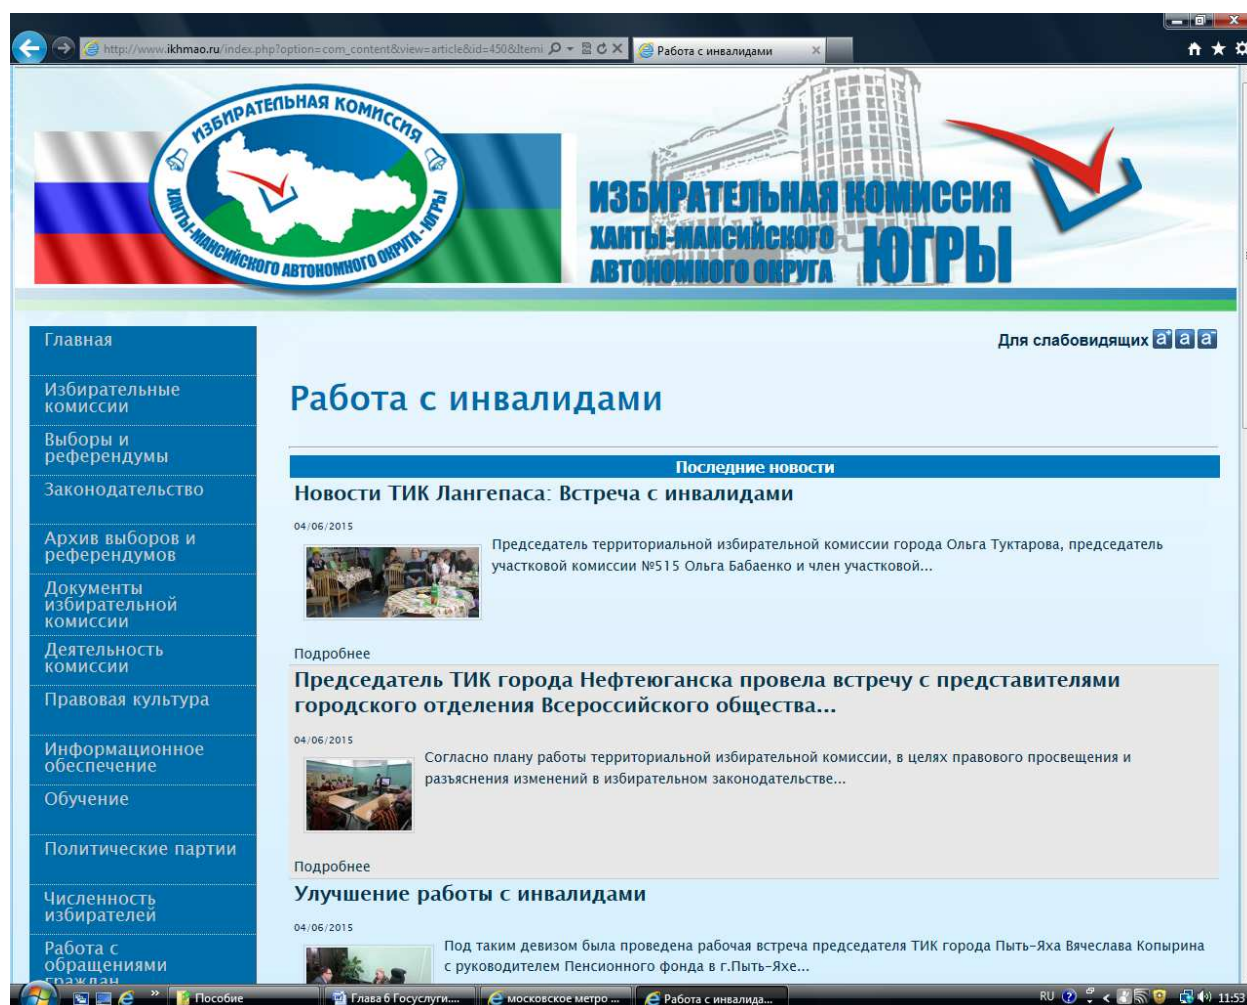 http://www.ikhmao.ru/index.php?option=com_content&view=article&id=450&Itemi
Работа с инвалидами
ИЗБИРАТЕЛЬНАЯ КОМИССИЯ
ХАНТЫ-МАНСИЙСКОГО АВТОНОМНОГО ОКРУГА-ЮГРЫ
ИЗБИРАТЕЛЬНАЯ КОМИССИЯ
ХАНТЫ-МАНСИЙСКОГО
АВТОНОМНОГО ОКРУГА ЮГРЫ
Главная
Избирательные
комиссии
Выборы и
референдумы
Законодательство
Архив выборов и
референдумов
Документы
избирательной
комиссии
Деятельность
комиссии
Правовая культура
Информационное
обеспечение
Обучение
Политические партии
Численность
избирателей
Работа с
обращениями
граждан
Для слабовидящих a+ a a-
Работа с инвалидами
Последние новости
Новости ТИК Лангепаса: Встреча с инвалидами
04/06/2015
Председатель территориальной избирательной комиссии города Ольга Туктарова, председатель
участковой комиссии №515 Ольга Бабаенко и член участковой...
Подробнее
Председатель ТИК города Нефтеюганска провела встречу с представителями
городского отделения Всероссийского общества...
04/06/2015
Согласно плану работы территориальной избирательной комиссии, в целях правового просвещения и
разъяснения изменений в избирательном законодательстве...
Подробнее
Улучшение работы с инвалидами
04/06/2015
Под таким девизом была проведена рабочая встреча председателя ТИК города Пыть-Яха Вячеслава Копырина
с руководителем Пенсионного фонда в г.Пыть-Яхе...
Пособие
Глава 6 Госуслуги....
московское метро ...
Работа с инвалида...
RU
11:53